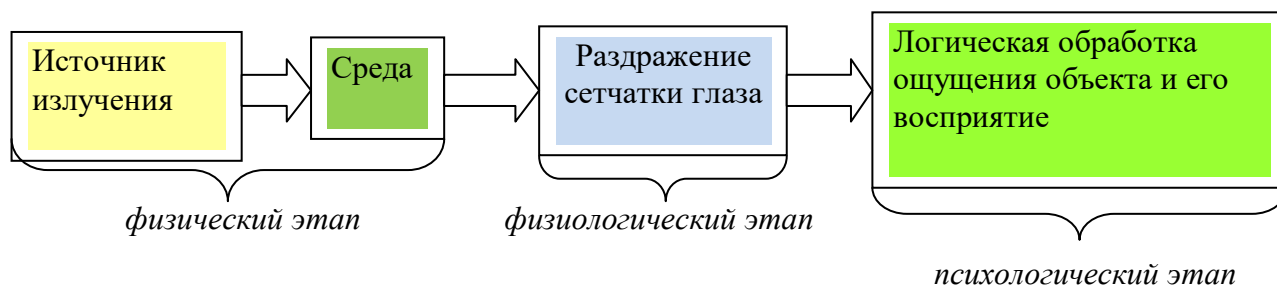 Источник
излучения
Среда
Раздражение
сетчатки глаза
Логическая обработка
ощущения объекта и его
восприятие
физический этап
физиологический этап
психологический этап